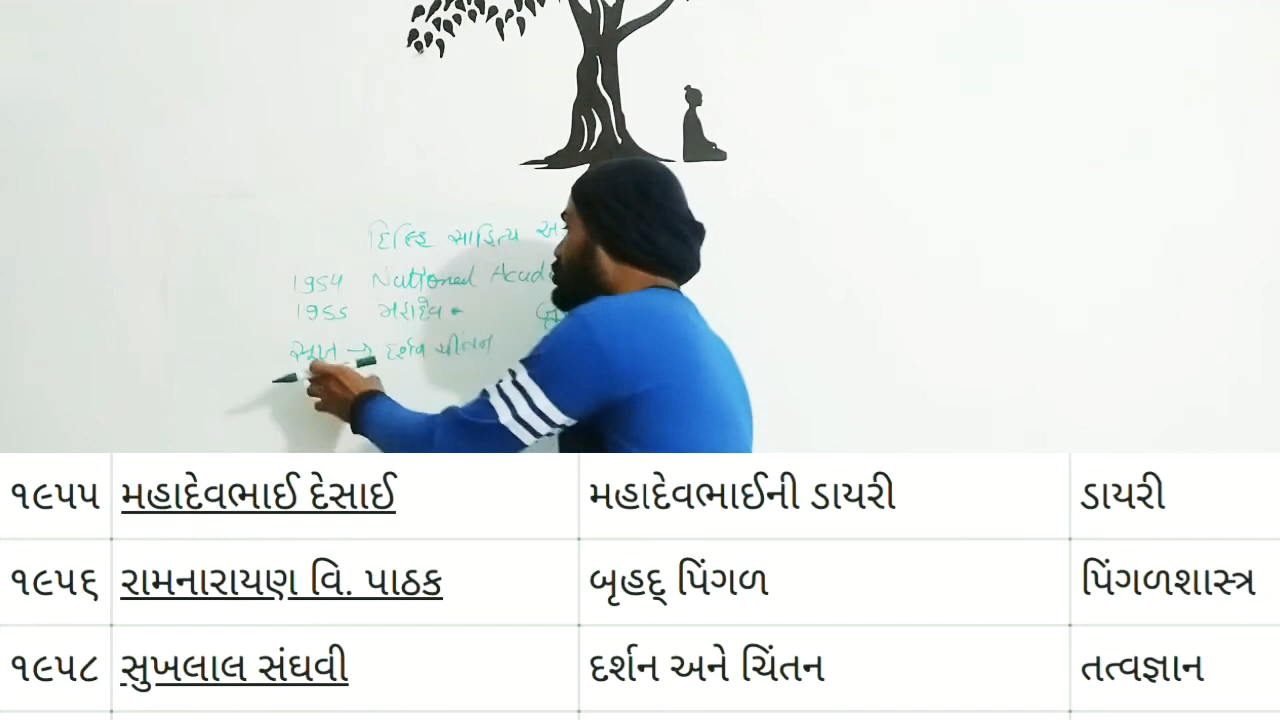 દિલ્હિ સાહિત્ય અ
1954 National Acad
1955 મહાદેવ
સુખ → દર્શન ચીંતન
૧૯૫૫ મહાદેવભાઈ દેસાઈ મહાદેવભાઈની ડાયરી ડાયરી
૧૯૫૬ રામનારાયણ વિ. પાઠક બૃહદ્ પિંગળ પિંગળશાસ્ત્ર
૧૯૫૮ સુખલાલ સંઘવી દર્શન અને ચિંતન તત્વજ્ઞાન